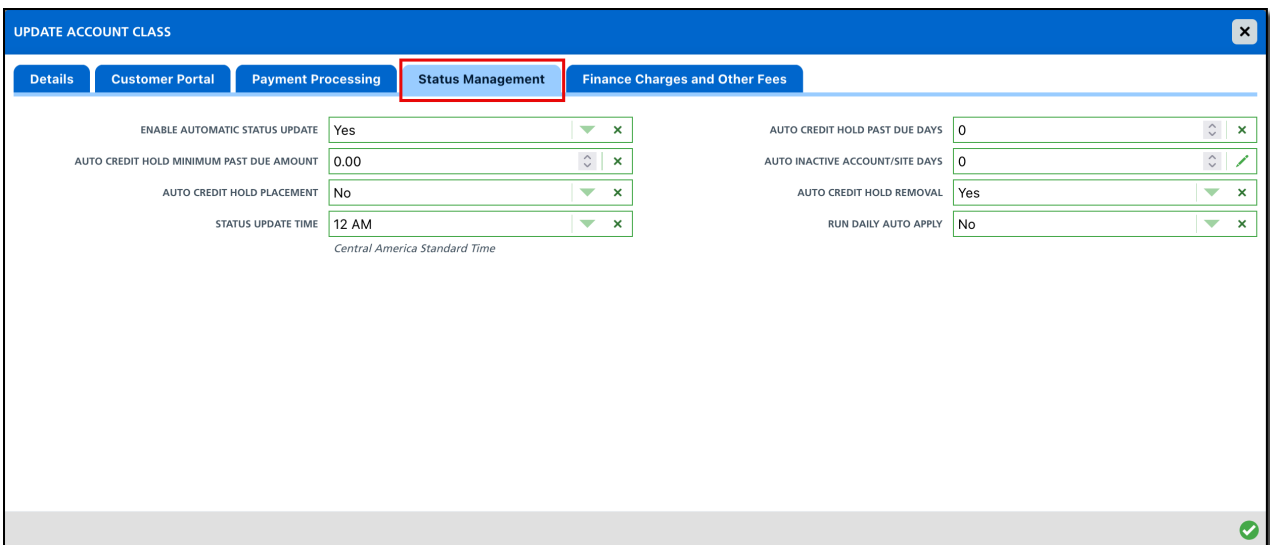 UPDATE ACCOUNT CLASS
Details Customer Portal Payment Processing Status Management Finance Charges and Other Fees
ENABLE AUTOMATIC STATUS UPDATE Yes AUTO CREDIT HOLD PAST DUE DAYS 0
AUTO CREDIT HOLD MINIMUM PAST DUE AMOUNT 0.00 AUTO INACTIVE ACCOUNT/SITE DAYS 0
AUTO CREDIT HOLD PLACEMENT No AUTO CREDIT HOLD REMOVAL Yes
STATUS UPDATE TIME 12 AM RUN DAILY AUTO APPLY No
Central America Standard Time